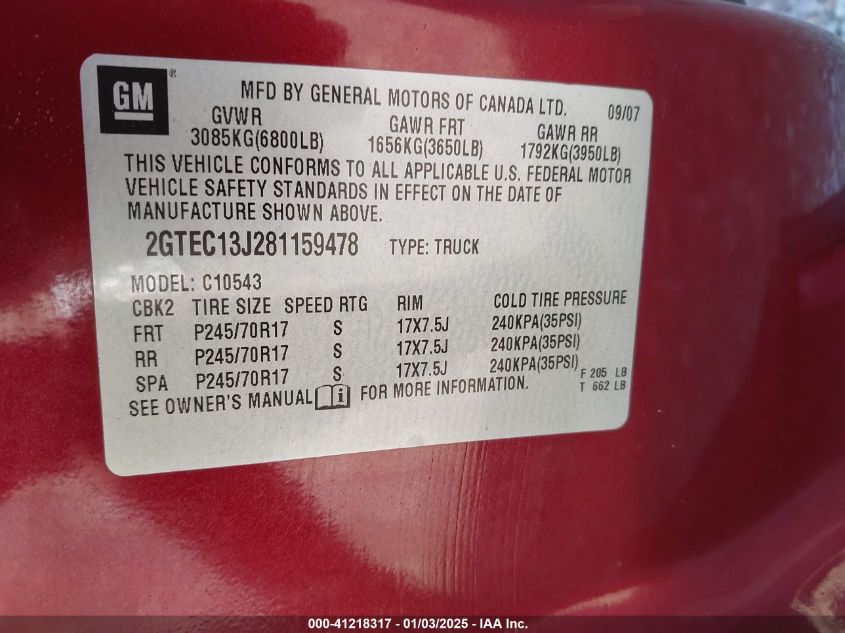 GM ® MFD BY GENERAL MOTORS OF CANADA LTD. 09/07
GVWR GAWR FRT GAWR RR
3085KG(6800LB) 1656KG(3650LB) 1792KG(3950LB)
THIS VEHICLE CONFORMS TO ALL APPLICABLE U.S. FEDERAL MOTOR
VEHICLE SAFETY STANDARDS IN EFFECT ON THE DATE OF
MANUFACTURE SHOWN ABOVE.
2GTEC13J281159478 TYPE: TRUCK
MODEL: C10543
CBK2 TIRE SIZE SPEED RTG RIM COLD TIRE PRESSURE
FRT P245/70R17 S 17X7.5J 240KPA(35PSI)
RR P245/70R17 S 17X7.5J 240KPA(35PSI)
SPA P245/70R17 S 17X7.5J 240KPA(35PSI)
F 205 LB
T 662 LB
SEE OWNER'S MANUAL i FOR MORE INFORMATION.
000-41218317 - 01/03/2025 - IAA Inc.